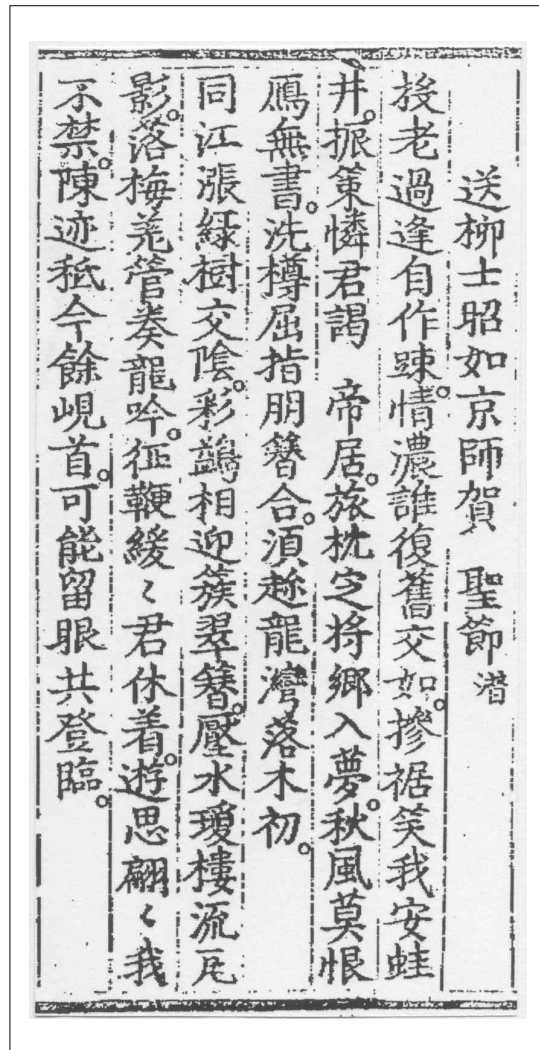 送柳士昭如京師賀 聖節
投老過逢自作踈。情濃誰復舊交如。摻裾笑我安蛙
井。振策憐君謁 帝居。旅枕定将鄉入夢。秋風莫恨
鴈無書。洗樽屈指朋簪合。須趂龍灣落木初。
同江漲綠樹交陰。彩鷁相迎簇翠簪。壓水瓊樓流瓦
影。落梅羌管奏龍吟。征鞭緩〻君休着。遊思翩〻我
不禁。陳迹秪今餘峴首。可能留眼共登臨。